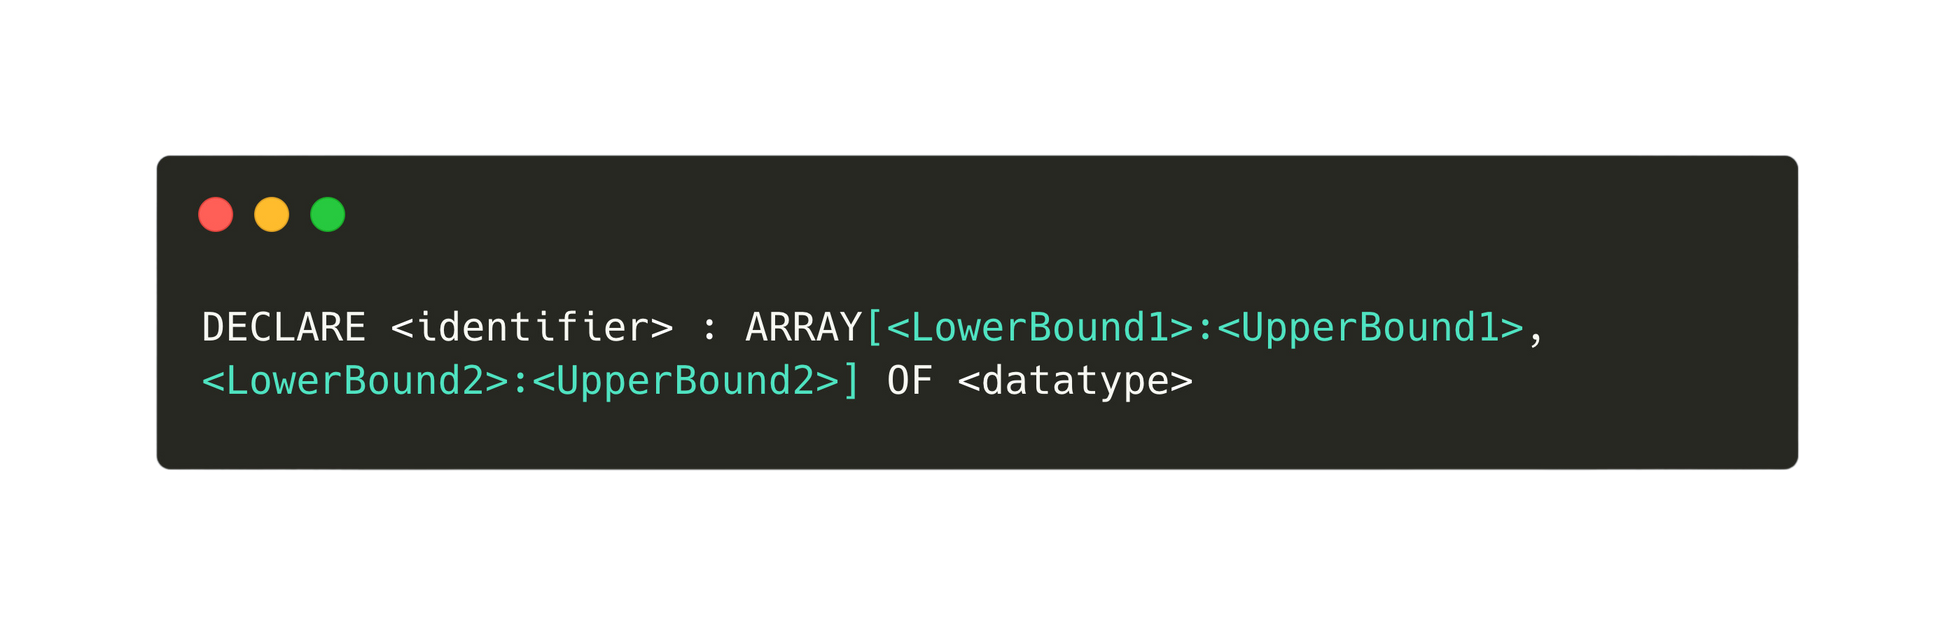 DECLARE <identifier> : ARRAY[<LowerBound1>:<UpperBound1>,
<LowerBound2>:<UpperBound2>] OF <datatype>